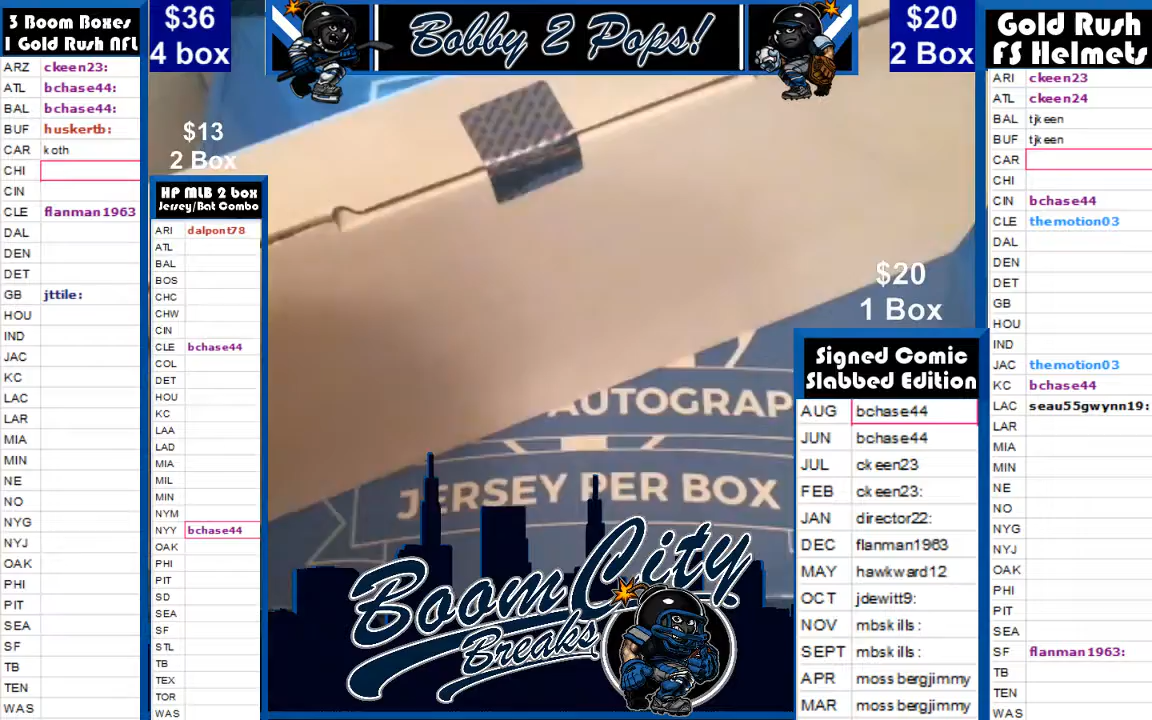 3 Boom Boxes
1 Gold Rush NFL
ARZ ckeen23:
ATL bchase44:
BAL bchase44:
BUF huskertb:
CAR koth
CHI
CIN
CLE flanman1963
DAL
DEN
DET
GB jttile:
HOU
IND
JAC
KC
LAC
LAR
MIA
MIN
NE
NO
NYG
NYJ
OAK
PHI
PIT
SEA
SF
TB
TEN
WAS
$36
4 box
$13
2 Box
HP MLB 2 box
Jersey/Bat Combo
ARI dalpont78
ATL
BAL
BOS
CHC
CHW
CIN
CLE bchase44
COL
DET
HOU
KC
LAA
LAD
MIA
MIL
MIN
NYM
NYY bchase44
OAK
PHI
PIT
SD
SEA
SF
STL
TB
TEX
TOR
WAS
Bobby 2 Pops!
AUTOGRAP
JERSEY PER BOX
Boom City
Breaks
$20
2 Box
$20
1 Box
Signed Comic
Slabbed Edition
AUG bchase44
JUN bchase44
JUL ckeen23
FEB ckeen23:
JAN director22:
DEC flanman1963
MAY hawkward12
OCT jdewitt9:
NOV mbskills:
SEPT mbskills:
APR mossbergjimmy
MAR mossbergjimmy
Gold Rush
FS Helmets
ARI ckeen23
ATL ckeen24
BAL tjkeen
BUF tjkeen
CAR
CHI
CIN bchase44
CLE themotion03
DAL
DEN
DET
GB
HOU
IND
JAC themotion03
KC bchase44
LAC seau55gwynn19:
LAR
MIA
MIN
NE
NO
NYG
NYJ
OAK
PHI
PIT
SEA
SF flanman1963:
TB
TEN
WAS